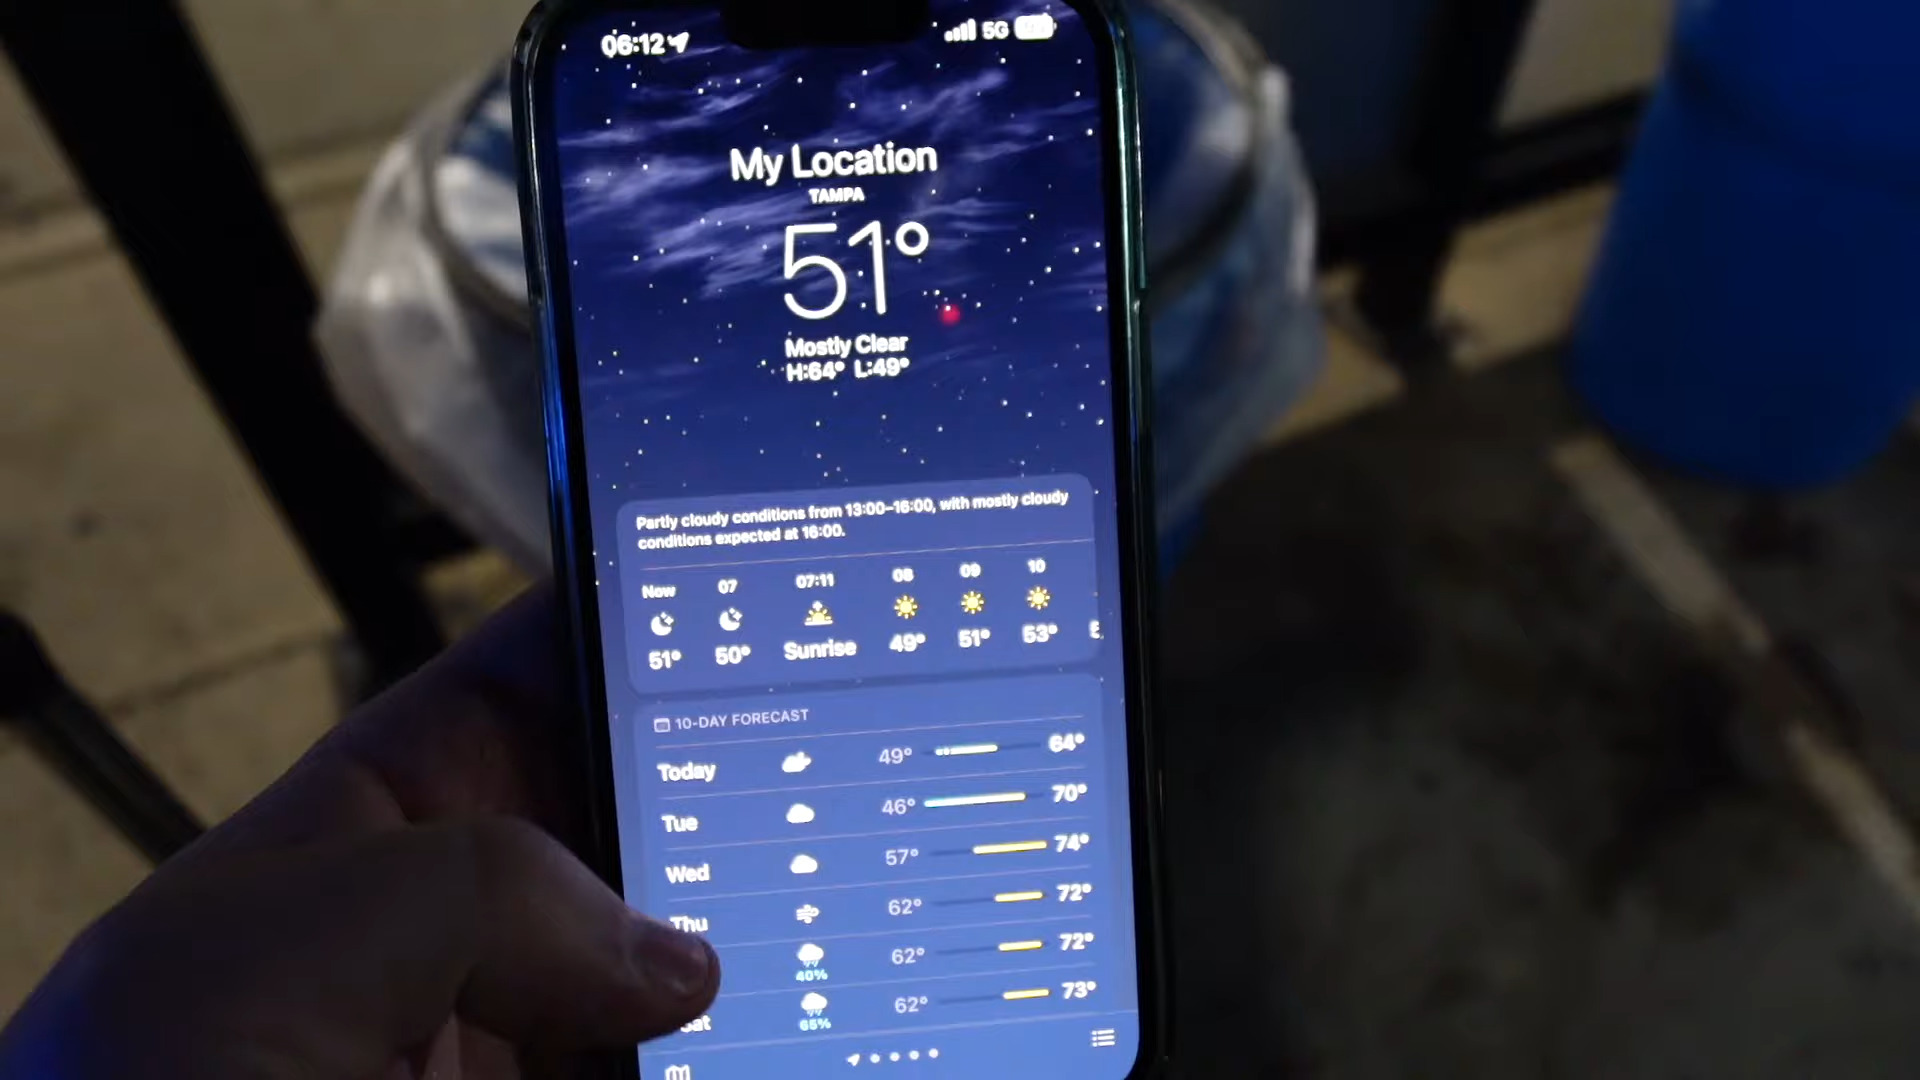 06:12 5G
My Location
TAMPA
51°
Mostly Clear
H:64° L:49°
Partly cloudy conditions from 13:00–16:00, with mostly cloudy
conditions expected at 16:00.
Now 07 07:11 08 09 10
51° 50° Sunrise 49° 51° 53°
10-DAY FORECAST
Today 49° 64°
Tue 46° 70°
Wed 57° 74°
Thu 62° 72°
40% 62° 72°
Sat 65% 62° 73°